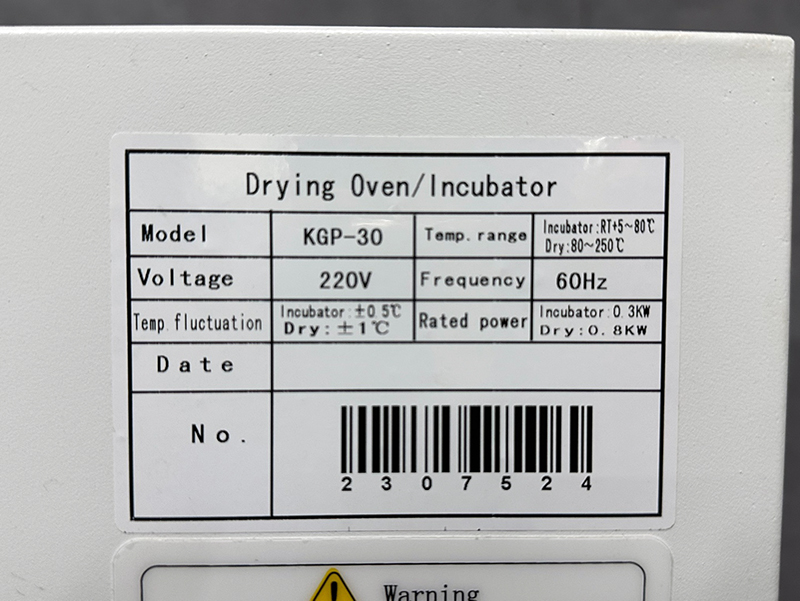 Drying Oven/Incubator
Model KGP-30 Temp. range Incubator:RT+5~80℃
Dry:80~250℃
Voltage 220V Frequency 60Hz
Temp. fluctuation Incubator:±0.5℃ Rated power Incubator:0.3KW
Dry:±1℃ Dry:0.8KW
Date
No.
2307524
Warning